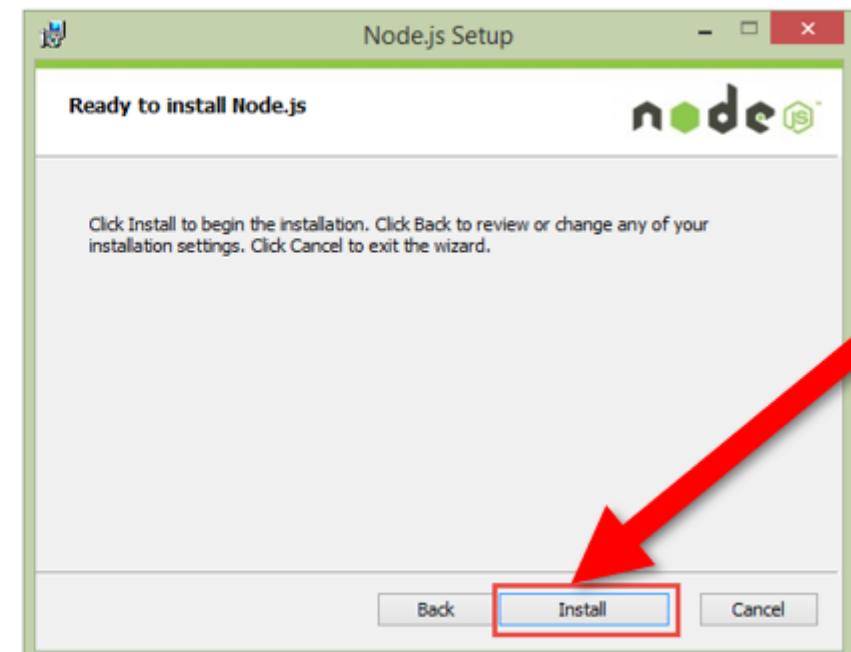 Node.js Setup
Ready to install Node.js
node JS
Click Install to begin the installation. Click Back to review or change any of your
installation settings. Click Cancel to exit the wizard.
Back Install Cancel